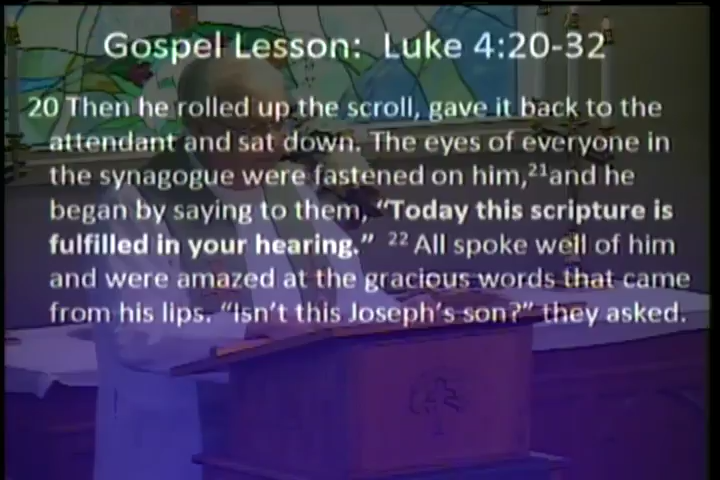 Gospel Lesson: Luke 4:20-32
20 Then he rolled up the scroll, gave it back to the
attendant and sat down. The eyes of everyone in
the synagogue were fastened on him,²¹and he
began by saying to them, “Today this scripture is
fulfilled in your hearing.” ²² All spoke well of him
and were amazed at the gracious words that came
from his lips. “Isn’t this Joseph’s son?” they asked.